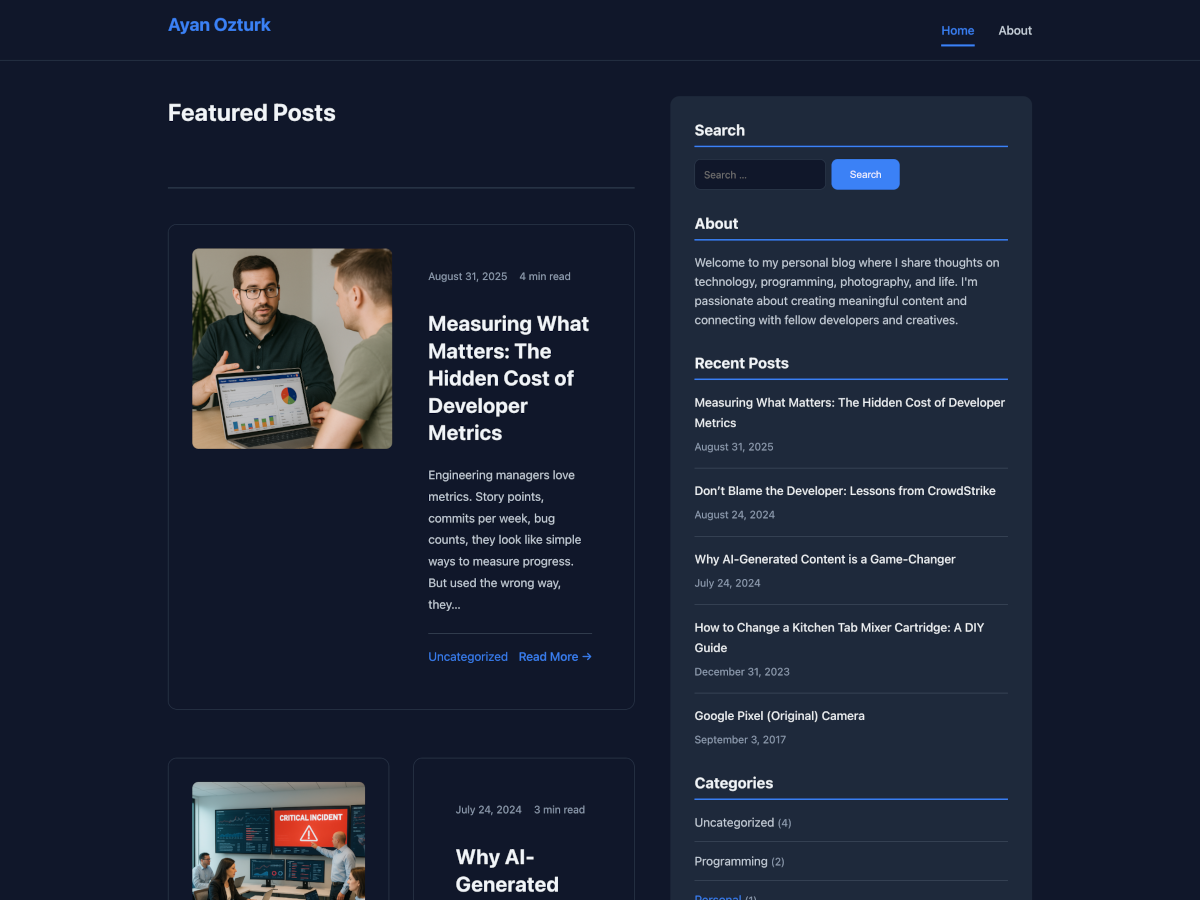 Ayan Ozturk
Home
About
Featured Posts
August 31, 2025
4 min read
Measuring What
Matters: The
Hidden Cost of
Developer
Metrics
Engineering managers love
metrics. Story points,
commits per week, bug
counts, they look like simple
ways to measure progress.
But used the wrong way,
they...
Uncategorized
Read More →
CRITICAL INCIDENT
July 24, 2024
3 min read
Why AI-
Generated
Search
Search ...
Search
About
Welcome to my personal blog where I share thoughts on
technology, programming, photography, and life. I'm
passionate about creating meaningful content and
connecting with fellow developers and creatives.
Recent Posts
Measuring What Matters: The Hidden Cost of Developer
Metrics
August 31, 2025
Don’t Blame the Developer: Lessons from CrowdStrike
August 24, 2024
Why AI-Generated Content is a Game-Changer
July 24, 2024
How to Change a Kitchen Tab Mixer Cartridge: A DIY
Guide
December 31, 2023
Google Pixel (Original) Camera
September 3, 2017
Categories
Uncategorized (4)
Programming (2)
Personal (1)